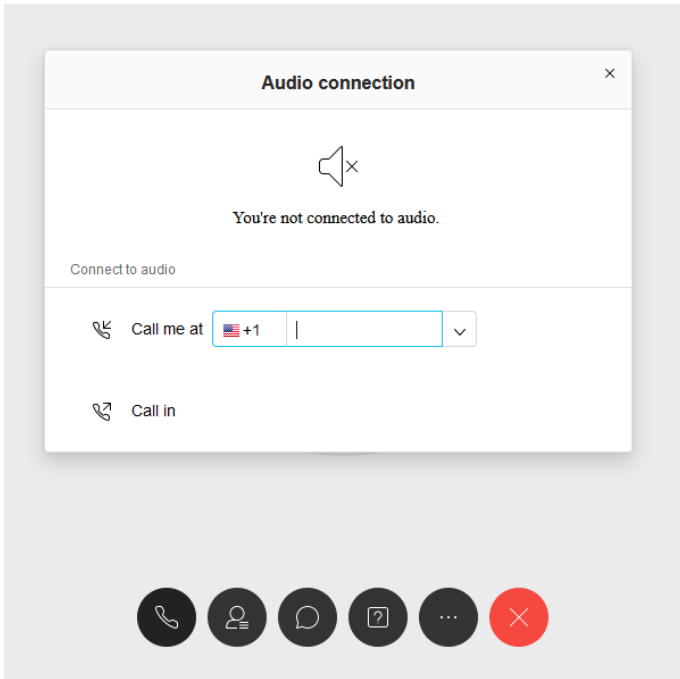 Audio connection
You're not connected to audio.
Connect to audio
Call me at +1
Call in